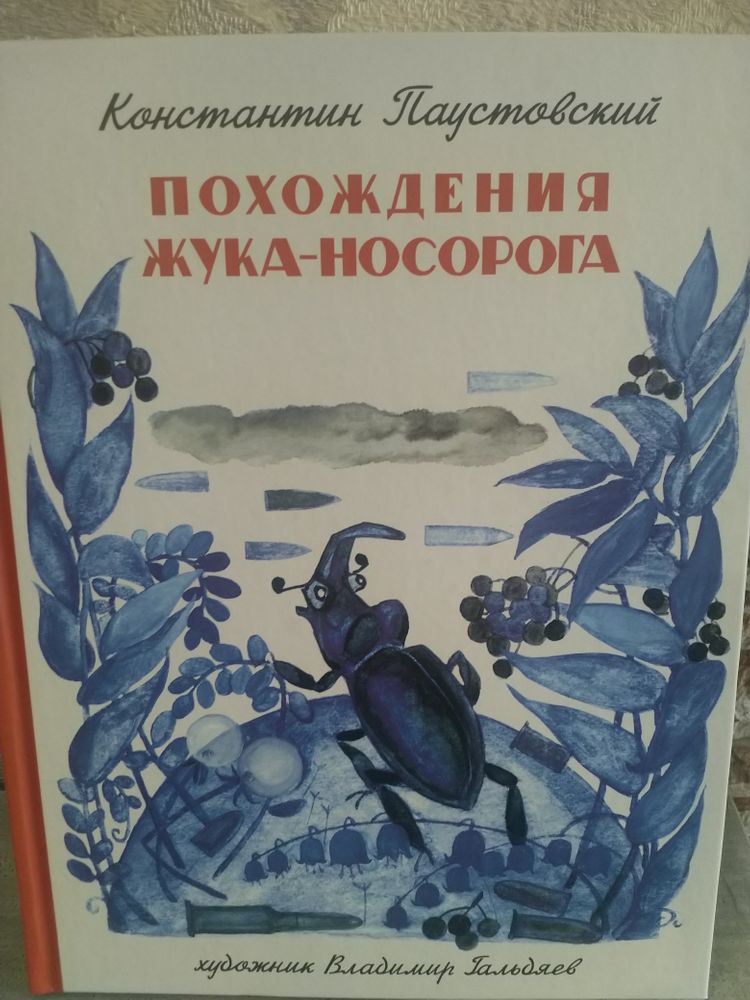 Константин Паустовский
ПОХОЖДЕНИЯ
ЖУКА-НОСОРОГА
художник Владимир Гальдяев